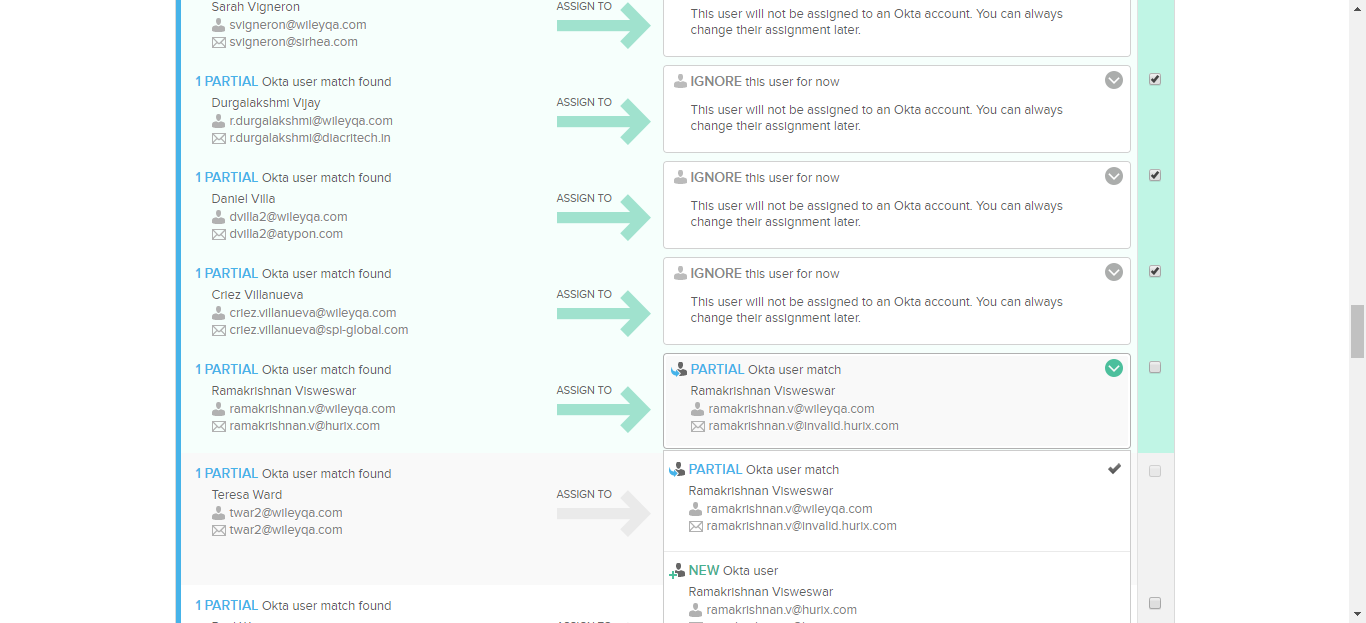 Sarah Vigneron
svigneron@wileyqa.com
svigneron@sirhea.com
ASSIGN TO
This user will not be assigned to an Okta account. You can always
change their assignment later.
1 PARTIAL Okta user match found
Durgalakshmi Vijay
r.durgalakshmi@wileyqa.com
r.durgalakshmi@diacritech.in
ASSIGN TO
IGNORE this user for now
This user will not be assigned to an Okta account. You can always
change their assignment later.
1 PARTIAL Okta user match found
Daniel Villa
dvilla2@wileyqa.com
dvilla2@atypon.com
ASSIGN TO
IGNORE this user for now
This user will not be assigned to an Okta account. You can always
change their assignment later.
1 PARTIAL Okta user match found
Criez Villanueva
criez.villanueva@wileyqa.com
criez.villanueva@spi-global.com
ASSIGN TO
IGNORE this user for now
This user will not be assigned to an Okta account. You can always
change their assignment later.
1 PARTIAL Okta user match found
Ramakrishnan Visweswar
ramakrishnan.v@wileyqa.com
ramakrishnan.v@hurix.com
ASSIGN TO
PARTIAL Okta user match
Ramakrishnan Visweswar
ramakrishnan.v@wileyqa.com
ramakrishnan.v@invalid.hurix.com
1 PARTIAL Okta user match found
Teresa Ward
twar2@wileyqa.com
twar2@wileyqa.com
ASSIGN TO
PARTIAL Okta user match
Ramakrishnan Visweswar
ramakrishnan.v@wileyqa.com
ramakrishnan.v@invalid.hurix.com
NEW Okta user
Ramakrishnan Visweswar
ramakrishnan.v@hurix.com
1 PARTIAL Okta user match found